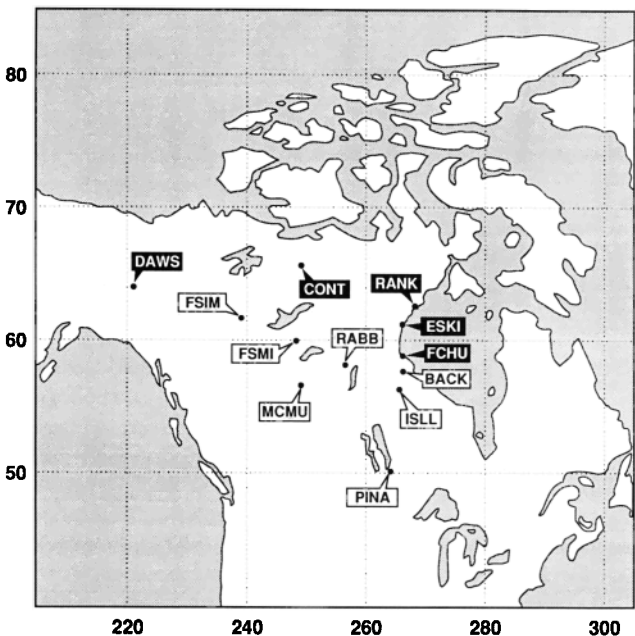 80
70
DAWS
CONT
RANK
FSIM
ESKI
60
RABB
FSMI
FCHU
BACK
MCMU
ISLL
50
PINA
220 240 260 280 300